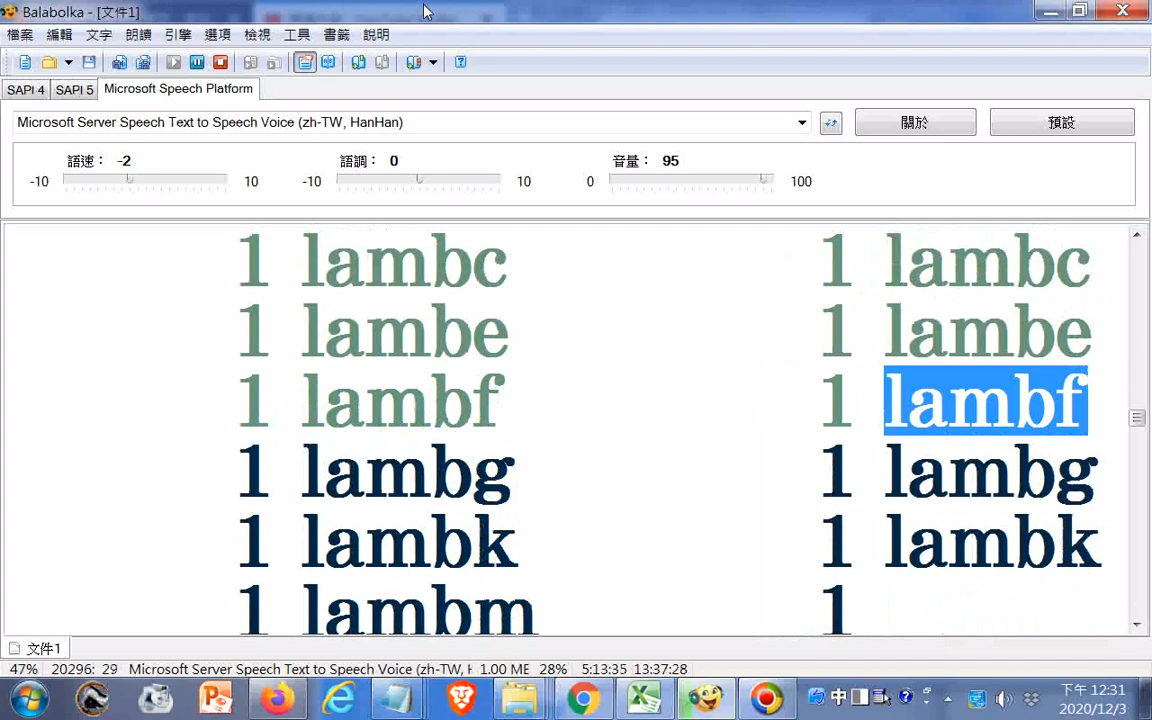 Balabolka - [文件1]
檔案 編輯 文字 朗讀 引擎 選項 檢視 工具 書籤 說明
SAPI 4 SAPI 5 Microsoft Speech Platform
Microsoft Server Speech Text to Speech Voice (zh-TW, HanHan) 關於 預設
語速： -2 語調： 0 音量： 95
-10 10 -10 10 0 100
1 lambc 1 lambc
1 lambe 1 lambe
1 lambf 1 lambf
1 lambg 1 lambg
1 lambk 1 lambk
1 lambm 1
文件1
47% 20296: 29 Microsoft Server Speech Text to Speech Voice (zh-TW, 1.00 ME 28% 5:13:35 13:37:28
中 下午 12:31
2020/12/3